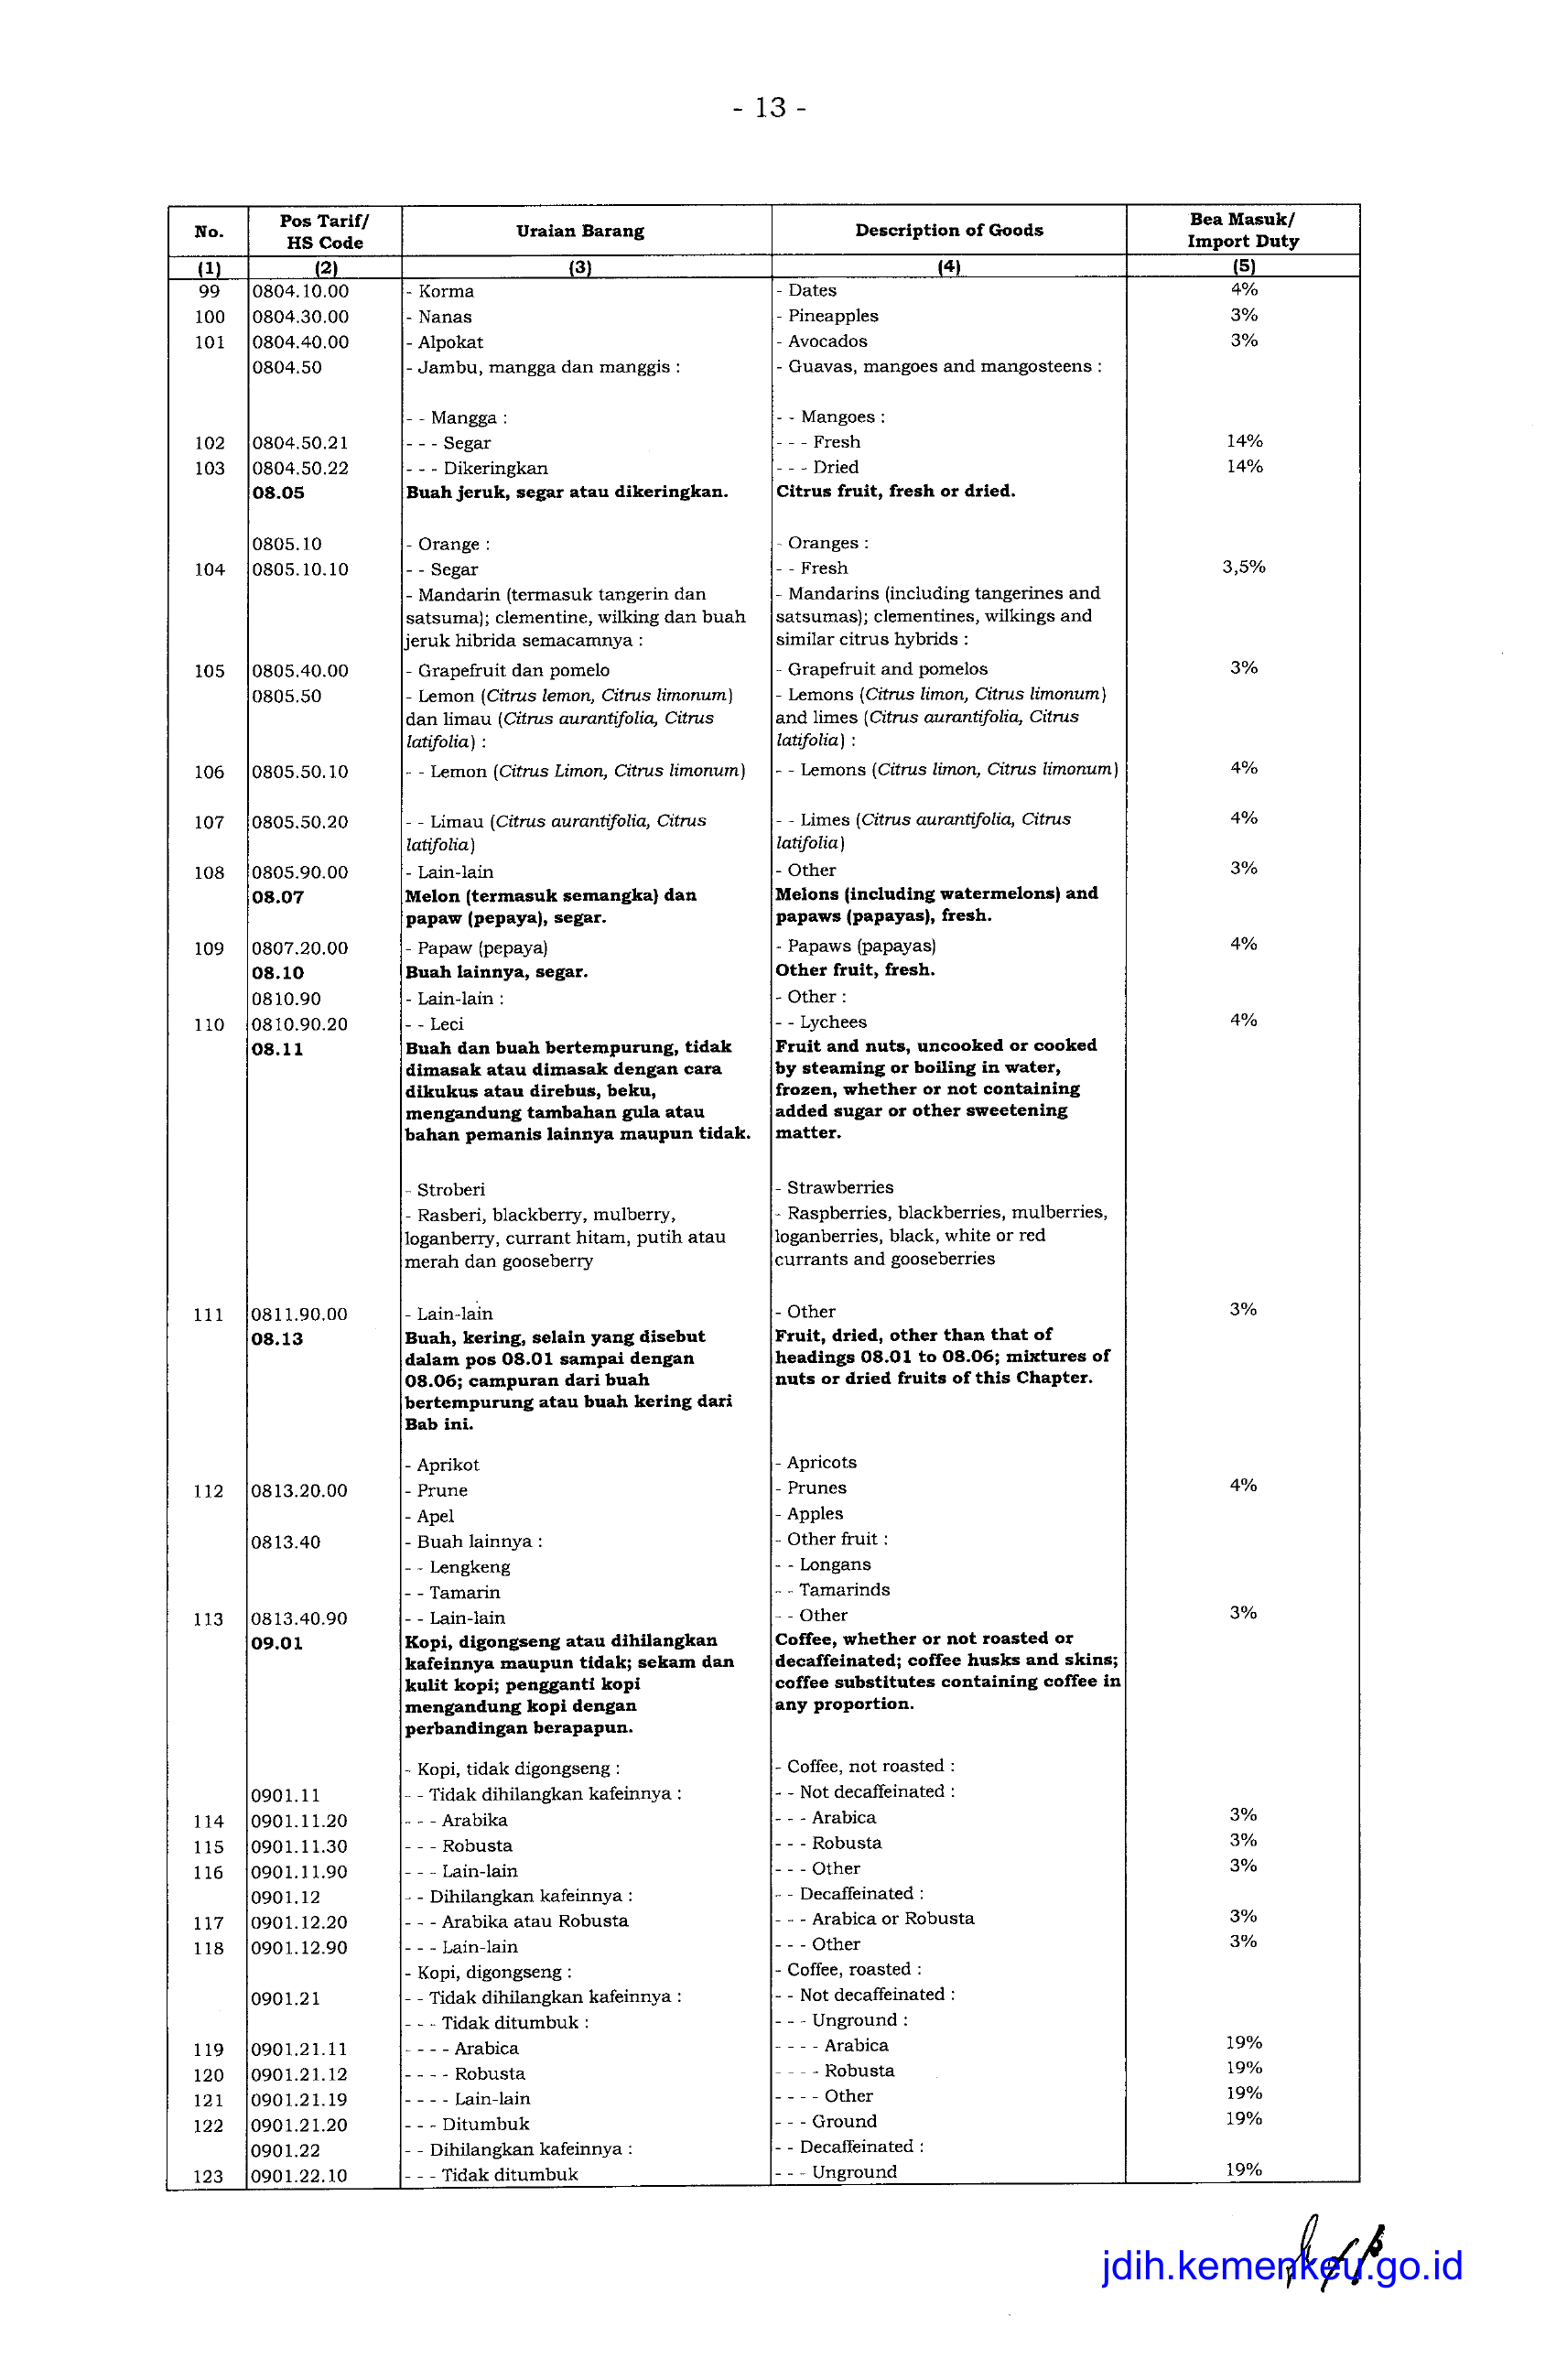 - 13 -
No. Pos Tarif/ HS Code Uraian Barang Description of Goods Bea Masuk/ Import Duty
(1) (2) (3) (4) (5)
99 0804.10.00 - Korma - Dates 4%
100 0804.30.00 - Nanas - Pineapples 3%
101 0804.40.00 - Alpokat - Avocados 3%
0804.50 - Jambu, mangga dan manggis : - Guavas, mangoes and mangosteens :
- - Mangga : - - Mangoes :
102 0804.50.21 - - - Segar - - - Fresh 14%
103 0804.50.22 - - - Dikeringkan - - - Dried 14%
08.05 Buah jeruk, segar atau dikeringkan. Citrus fruit, fresh or dried.
0805.10 - Orange : - Oranges :
104 0805.10.10 - - Segar - - Fresh 3,5%
- Mandarin (termasuk tangerin dan - Mandarins (including tangerines and
satsuma); clementine, wilking dan buah satsumas); clementines, wilkings and
jeruk hibrida semacamnya : similar citrus hybrids :
105 0805.40.00 - Grapefruit dan pomelo - Grapefruit and pomelos 3%
0805.50 - Lemon (Citrus lemon, Citrus limonum) - Lemons (Citrus limon, Citrus limonum)
dan limau (Citrus aurantifolia, Citrus and limes (Citrus aurantifolia, Citrus
latifolia) : latifolia) :
106 0805.50.10 - - Lemon (Citrus Limon, Citrus limonum) - - Lemons (Citrus limon, Citrus limonum) 4%
107 0805.50.20 - - Limau (Citrus aurantifolia, Citrus - - Limes (Citrus aurantifolia, Citrus 4%
latifolia) latifolia)
108 0805.90.00 - Lain-lain - Other 3%
08.07 Melon (termasuk semangka) dan Melons (including watermelons) and
papaw (pepaya), segar. papaws (papayas), fresh.
109 0807.20.00 - Papaw (pepaya) - Papaws (papayas) 4%
08.10 Buah lainnya, segar. Other fruit, fresh.
0810.90 - Lain-lain : - Other :
110 0810.90.20 - - Leci - - Lychees 4%
08.11 Buah dan buah bertempurung, tidak Fruit and nuts, uncooked or cooked
dimasak atau dimasak dengan cara by steaming or boiling in water,
dikukus atau direbus, beku, frozen, whether or not containing
mengandung tambahan gula atau added sugar or other sweetening
bahan pemanis lainnya maupun tidak. matter.
- Stroberi - Strawberries
- Rasberi, blackberry, mulberry, - Raspberries, blackberries, mulberries,
loganberry, currant hitam, putih atau loganberries, black, white or red
merah dan gooseberry currants and gooseberries
111 0811.90.00 - Lain-lain - Other 3%
08.13 Buah, kering, selain yang disebut Fruit, dried, other than that of
dalam pos 08.01 sampai dengan headings 08.01 to 08.06; mixtures of
08.06; campuran dari buah nuts or dried fruits of this Chapter.
bertempurung atau buah kering dari
Bab ini.
- Aprikot - Apricots
112 0813.20.00 - Prune - Prunes 4%
- Apel - Apples
0813.40 - Buah lainnya : - Other fruit :
- - Lengkeng - - Longans
- - Tamarin - - Tamarinds
113 0813.40.90 - - Lain-lain - - Other 3%
09.01 Kopi, digongseng atau dihilangkan Coffee, whether or not roasted or
kafeinnya maupun tidak; sekam dan decaffeinated; coffee husks and skins;
kulit kopi; pengganti kopi coffee substitutes containing coffee in
mengandung kopi dengan any proportion.
perbandingan berapapun.
- Kopi, tidak digongseng : - Coffee, not roasted :
0901.11 - - Tidak dihilangkan kafeinnya : - - Not decaffeinated :
114 0901.11.20 - - - Arabika - - - Arabica 3%
115 0901.11.30 - - - Robusta - - - Robusta 3%
116 0901.11.90 - - - Lain-lain - - - Other 3%
0901.12 - - Dihilangkan kafeinnya : - - Decaffeinated :
117 0901.12.20 - - - Arabika atau Robusta - - - Arabica or Robusta 3%
118 0901.12.90 - - - Lain-lain - - - Other 3%
- Kopi, digongseng : - Coffee, roasted :
0901.21 - - Tidak dihilangkan kafeinnya : - - Not decaffeinated :
- - - Tidak ditumbuk : - - - Unground :
119 0901.21.11 - - - - Arabica - - - - Arabica 19%
120 0901.21.12 - - - - Robusta - - - - Robusta 19%
121 0901.21.19 - - - - Lain-lain - - - - Other 19%
122 0901.21.20 - - - Ditumbuk - - - Ground 19%
0901.22 - - Dihilangkan kafeinnya : - - Decaffeinated :
123 0901.22.10 - - - Tidak ditumbuk - - - Unground 19%
jdih.kemenkeu.go.id